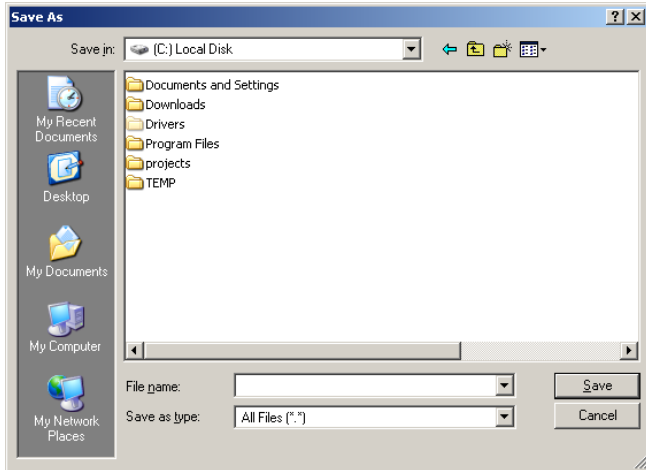 Save As
Save in: (C:) Local Disk
My Recent
Documents
Desktop
My Documents
My Computer
My Network
Places
Documents and Settings
Downloads
Drivers
Program Files
projects
TEMP
File name:
Save
Save as type: All Files (*.*)
Cancel